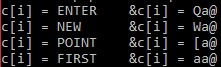 c[i] = ENTER    &c[i] = Qa@
c[i] = NEW      &c[i] = Wa@
c[i] = POINT    &c[i] = [a@
c[i] = FIRST    &c[i] = aa@